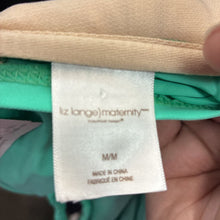 liz lange) maternity
M/M
MADE IN CHINA
FABRIQUÉ EN CHINE